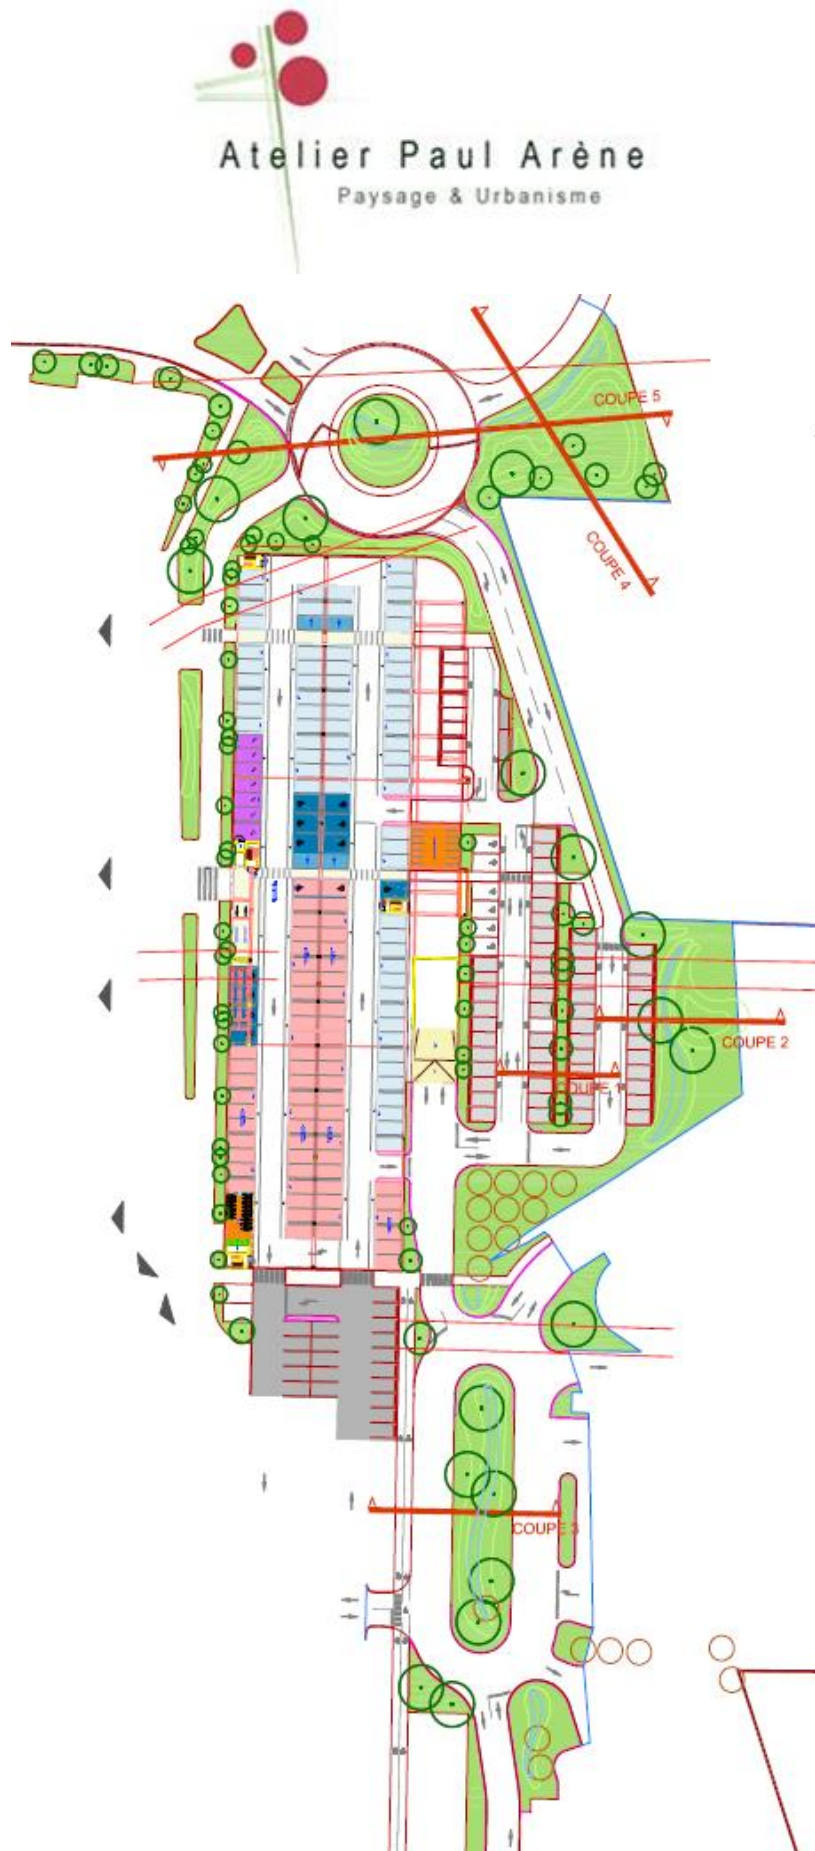 Atelier Paul Arène
Paysage & Urbanisme
COUPE 5
COUPE 4
COUPE 2
COUPE 1
COUPE 3